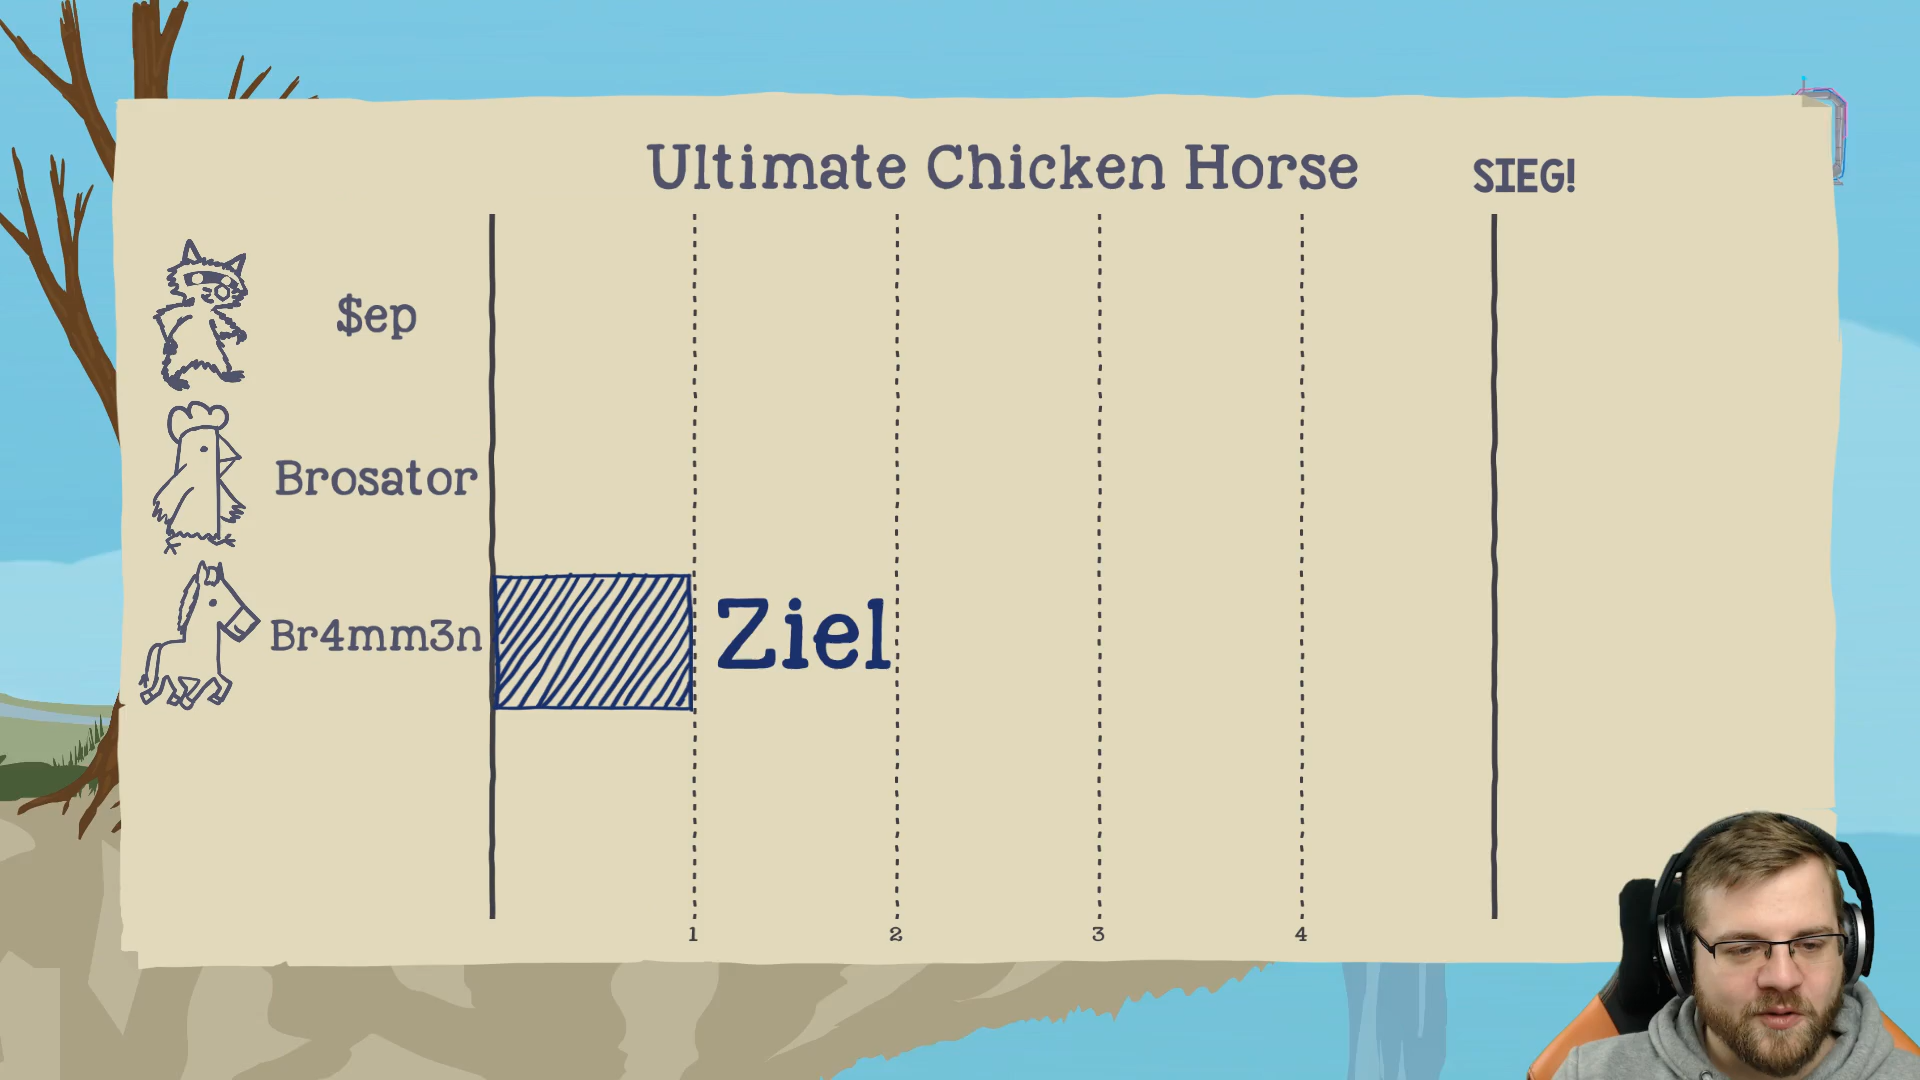 Ultimate Chicken Horse
SIEG!
$ep
Brosator
Br4mm3n
Ziel
1 2 3 4